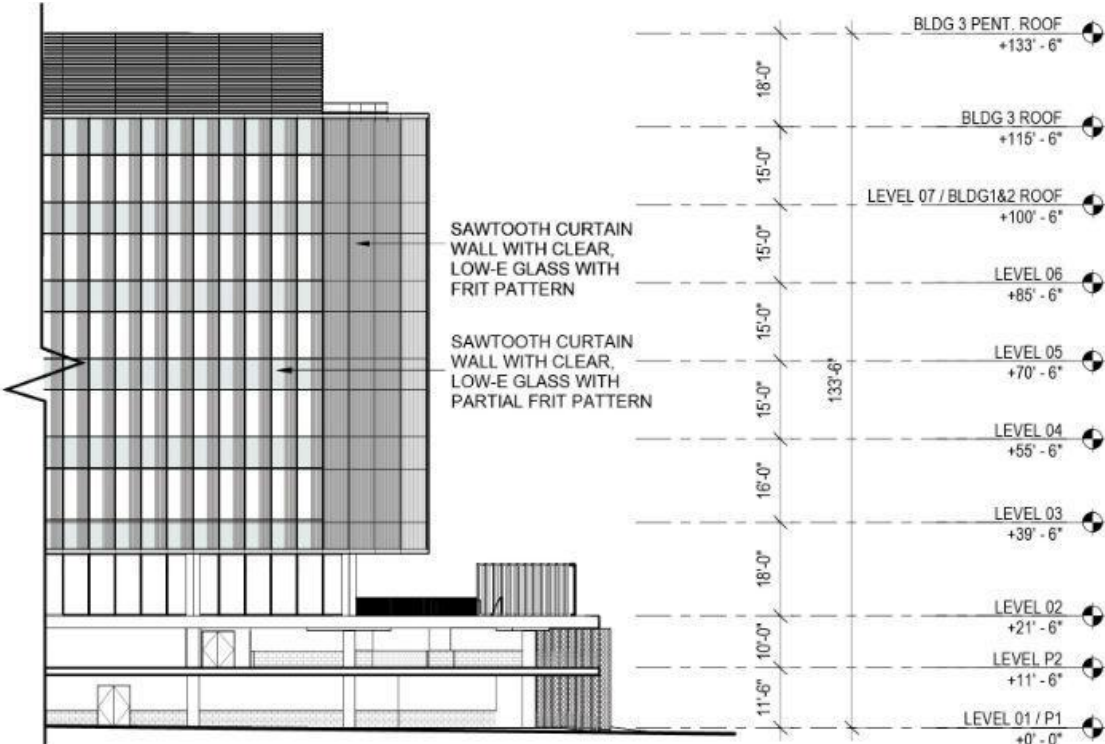 BLDG 3 PENT. ROOF
+133' - 6"
18'-0"
BLDG 3 ROOF
+115' - 6"
15'-0"
LEVEL 07 / BLDG1&2 ROOF
+100' - 6"
SAWTOOTH CURTAIN
WALL WITH CLEAR,
LOW-E GLASS WITH
FRIT PATTERN
15'-0"
LEVEL 06
+85' - 6"
15'-0"
SAWTOOTH CURTAIN
WALL WITH CLEAR,
LOW-E GLASS WITH
PARTIAL FRIT PATTERN
LEVEL 05
+70' - 6"
133'-6"
15'-0"
LEVEL 04
+55' - 6"
16'-0"
LEVEL 03
+39' - 6"
18'-0"
LEVEL 02
+21' - 6"
10'-0"
LEVEL P2
+11' - 6"
11'-6"
LEVEL 01 / P1
+0' - 0"